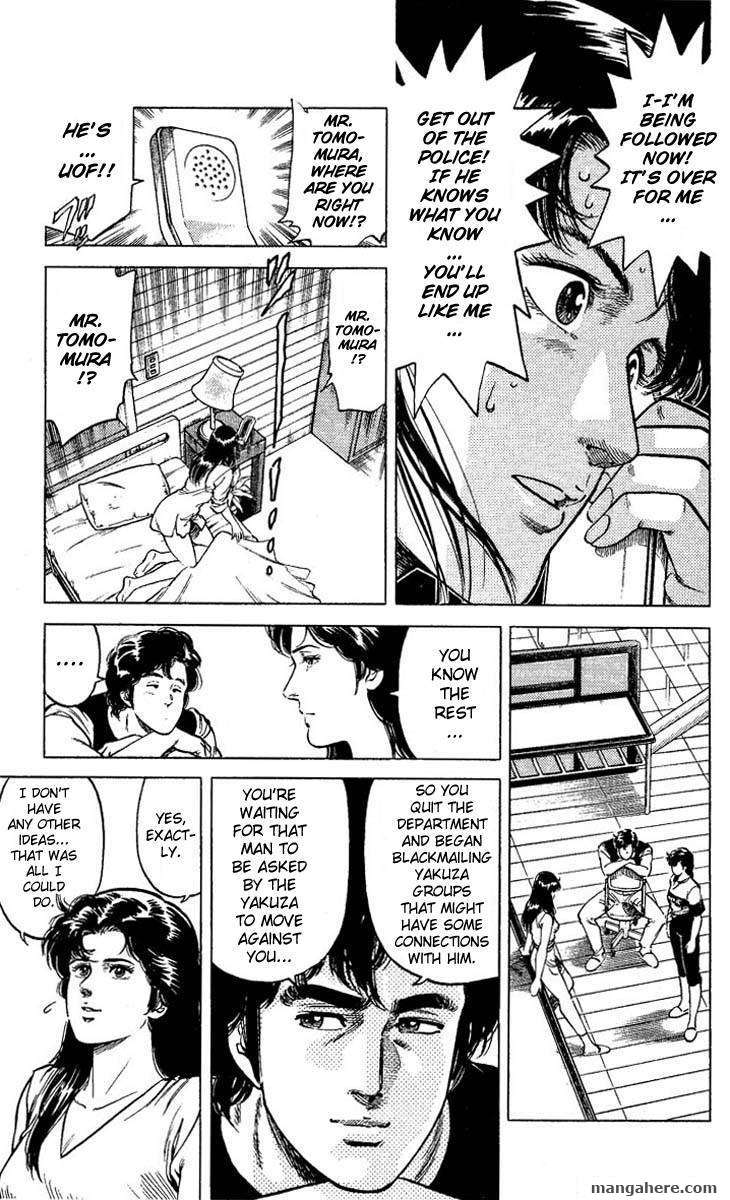 I-I'M
BEING
FOLLOWED
NOW!
IT'S OVER
FOR ME
...
GET OUT
OF THE
POLICE!
IF HE
KNOWS
WHAT YOU
KNOW
...
YOU'LL
END UP
LIKE ME
...
MR.
TOMO-
MURA,
WHERE
ARE YOU
RIGHT
NOW!?
HE'S
...
UOF!!
MR.
TOMO-
MURA
!?
MR.
TOMO-
MURA
!?
YOU
KNOW
THE
REST
...
....
SO YOU
QUIT THE
DEPARTMENT
AND BEGAN
BLACKMAILING
YAKUZA
GROUPS
THAT MIGHT
HAVE SOME
CONNECTIONS
WITH HIM.
YOU'RE
WAITING
FOR THAT
MAN TO
BE ASKED
BY THE
YAKUZA
TO MOVE
AGAINST
YOU...
YES,
EXACT-
LY.
I DON'T
HAVE
ANY OTHER
IDEAS...
THAT WAS
ALL I
COULD
DO.
mangahere.com